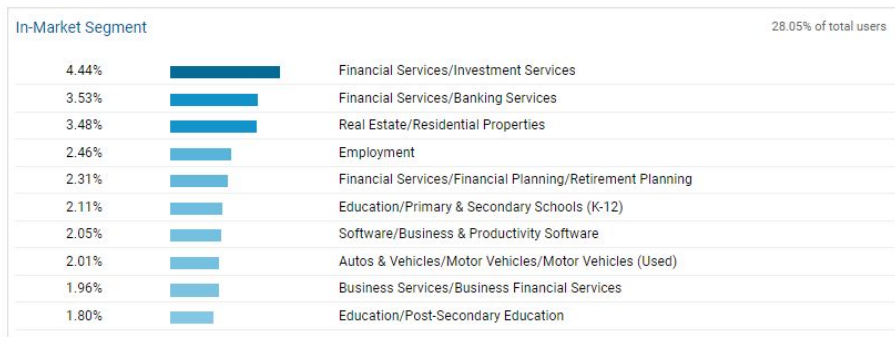 In-Market Segment 28.05% of total users
4.44% Financial Services/Investment Services
3.53% Financial Services/Banking Services
3.48% Real Estate/Residential Properties
2.46% Employment
2.31% Financial Services/Financial Planning/Retirement Planning
2.11% Education/Primary & Secondary Schools (K-12)
2.05% Software/Business & Productivity Software
2.01% Autos & Vehicles/Motor Vehicles/Motor Vehicles (Used)
1.96% Business Services/Business Financial Services
1.80% Education/Post-Secondary Education